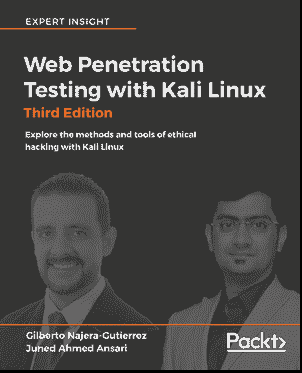 EXPERT INSIGHT
Web Penetration
Testing with Kali Linux
Third Edition
Explore the methods and tools of ethical
hacking with Kali Linux
Gilberto Najera-Gutierrez
Juned Ahmed Ansari
Packt>